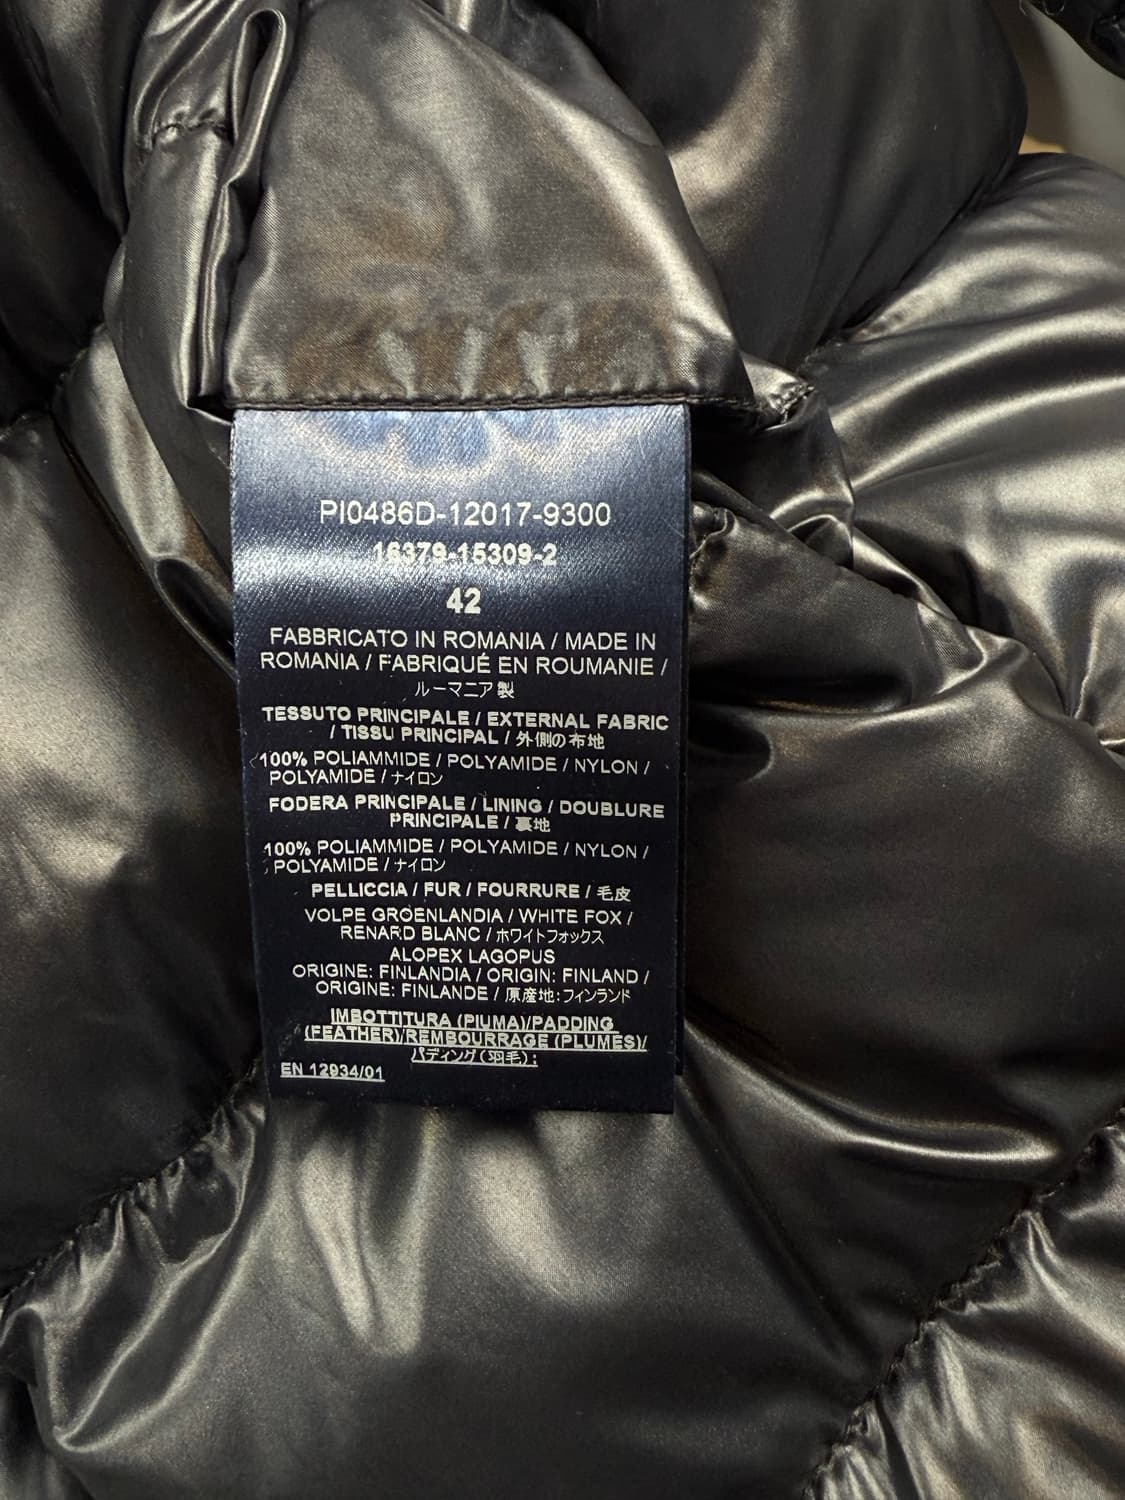 PI0486D-12017-9300
16379-15309-2
42
FABBRICATO IN ROMANIA / MADE IN
ROMANIA / FABRIQUÉ EN ROUMANIE /
ルーマニア製
TESSUTO PRINCIPALE / EXTERNAL FABRIC
/ TISSU PRINCIPAL / 外側の布地
100% POLIAMMIDE / POLYAMIDE / NYLON /
POLYAMIDE / ナイロン
FODERA PRINCIPALE / LINING / DOUBLURE
PRINCIPALE / 裏地
100% POLIAMMIDE / POLYAMIDE / NYLON /
POLYAMIDE / ナイロン
PELLICCIA / FUR / FOURRURE / 毛皮
VOLPE GROENLANDIA / WHITE FOX /
RENARD BLANC / ホワイトフォックス
ALOPEX LAGOPUS
ORIGINE: FINLANDIA / ORIGIN: FINLAND /
ORIGINE: FINLANDE / 原産地:フィンランド
IMBOTTITURA (PIUMA)/PADDING
(FEATHER)/REMBOURRAGE (PLUMES)/
パディング(羽毛):
EN 12934/01